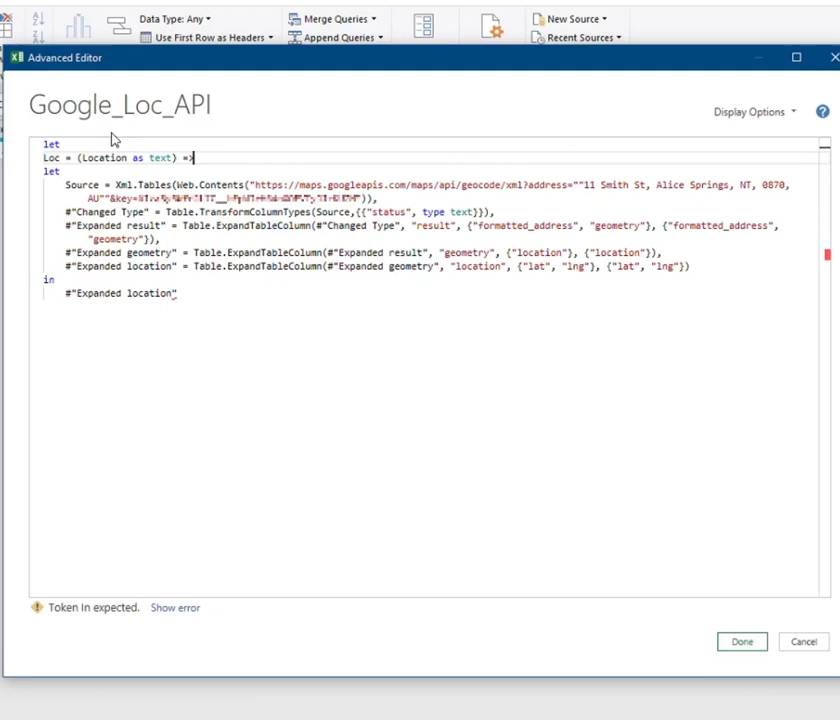 Data Type: Any
Merge Queries
New Source
Use First Row as Headers
Append Queries
Recent Sources
Advanced Editor
Google_Loc_API
Display Options
let
Loc = (Location as text) =>
let
Source = Xml.Tables(Web.Contents("https://maps.googleapis.com/maps/api/geocode/xml?address=""11 Smith St, Alice Springs, NT, 0870,
AU""&key=
")),
#"Changed Type" = Table.TransformColumnTypes(Source,{{"status", type text}}),
#"Expanded result" = Table.ExpandTableColumn(#"Changed Type", "result", {"formatted_address", "geometry"}, {"formatted_address",
"geometry"}),
#"Expanded geometry" = Table.ExpandTableColumn(#"Expanded result", "geometry", {"location"}, {"location"}),
#"Expanded location" = Table.ExpandTableColumn(#"Expanded geometry", "location", {"lat", "lng"}, {"lat", "lng"})
in
#"Expanded location"
Token In expected.
Show error
Done
Cancel